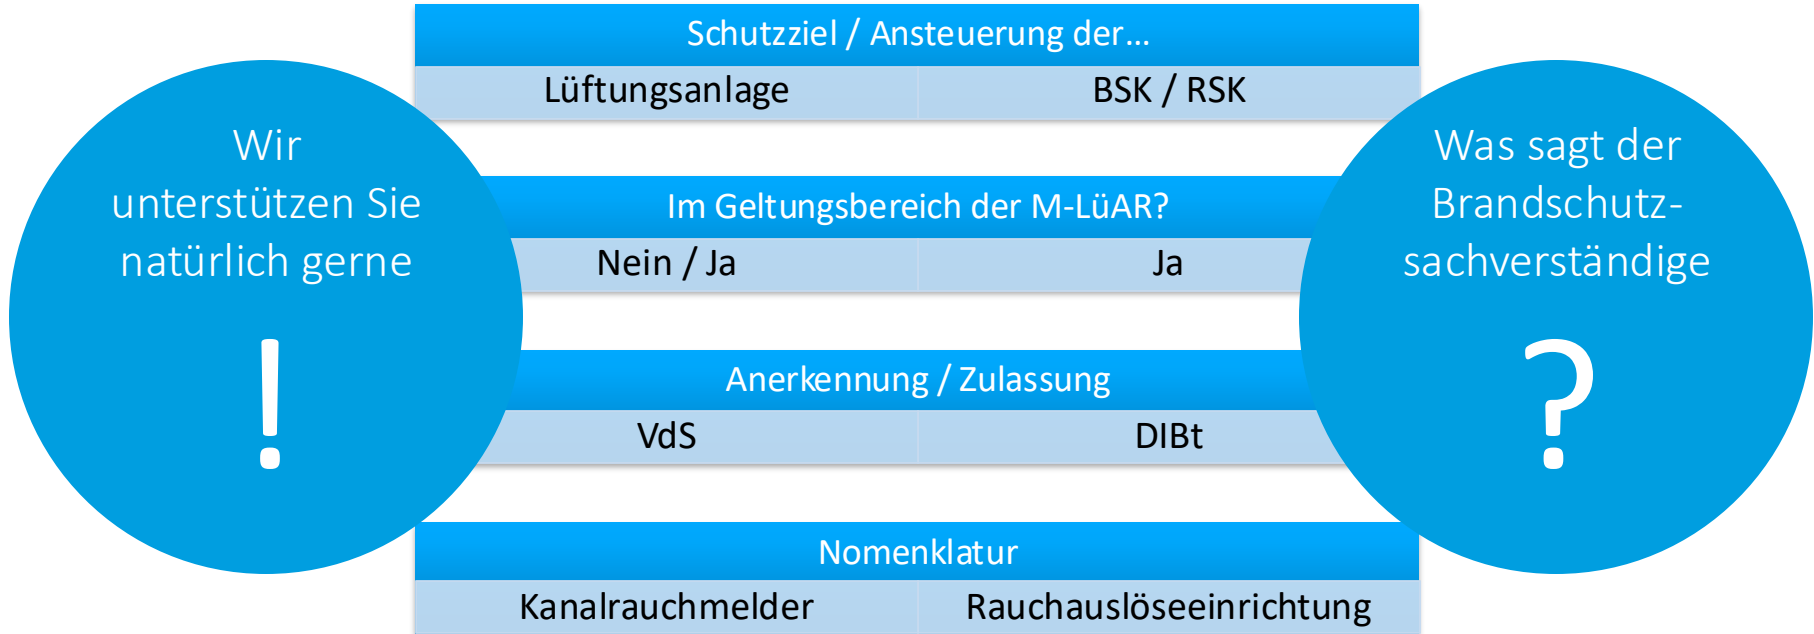 Schutzziel / Ansteuerung der...
Lüftungsanlage
BSK / RSK
Wir
unterstützen Sie
natürlich gerne
!
Im Geltungsbereich der M-LüAR?
Nein / Ja
Ja
Anerkennung / Zulassung
VdS
DIBt
Nomenklatur
Kanalrauchmelder
Rauchauslöseeinrichtung
Was sagt der
Brandschutz-
sachverständige
?